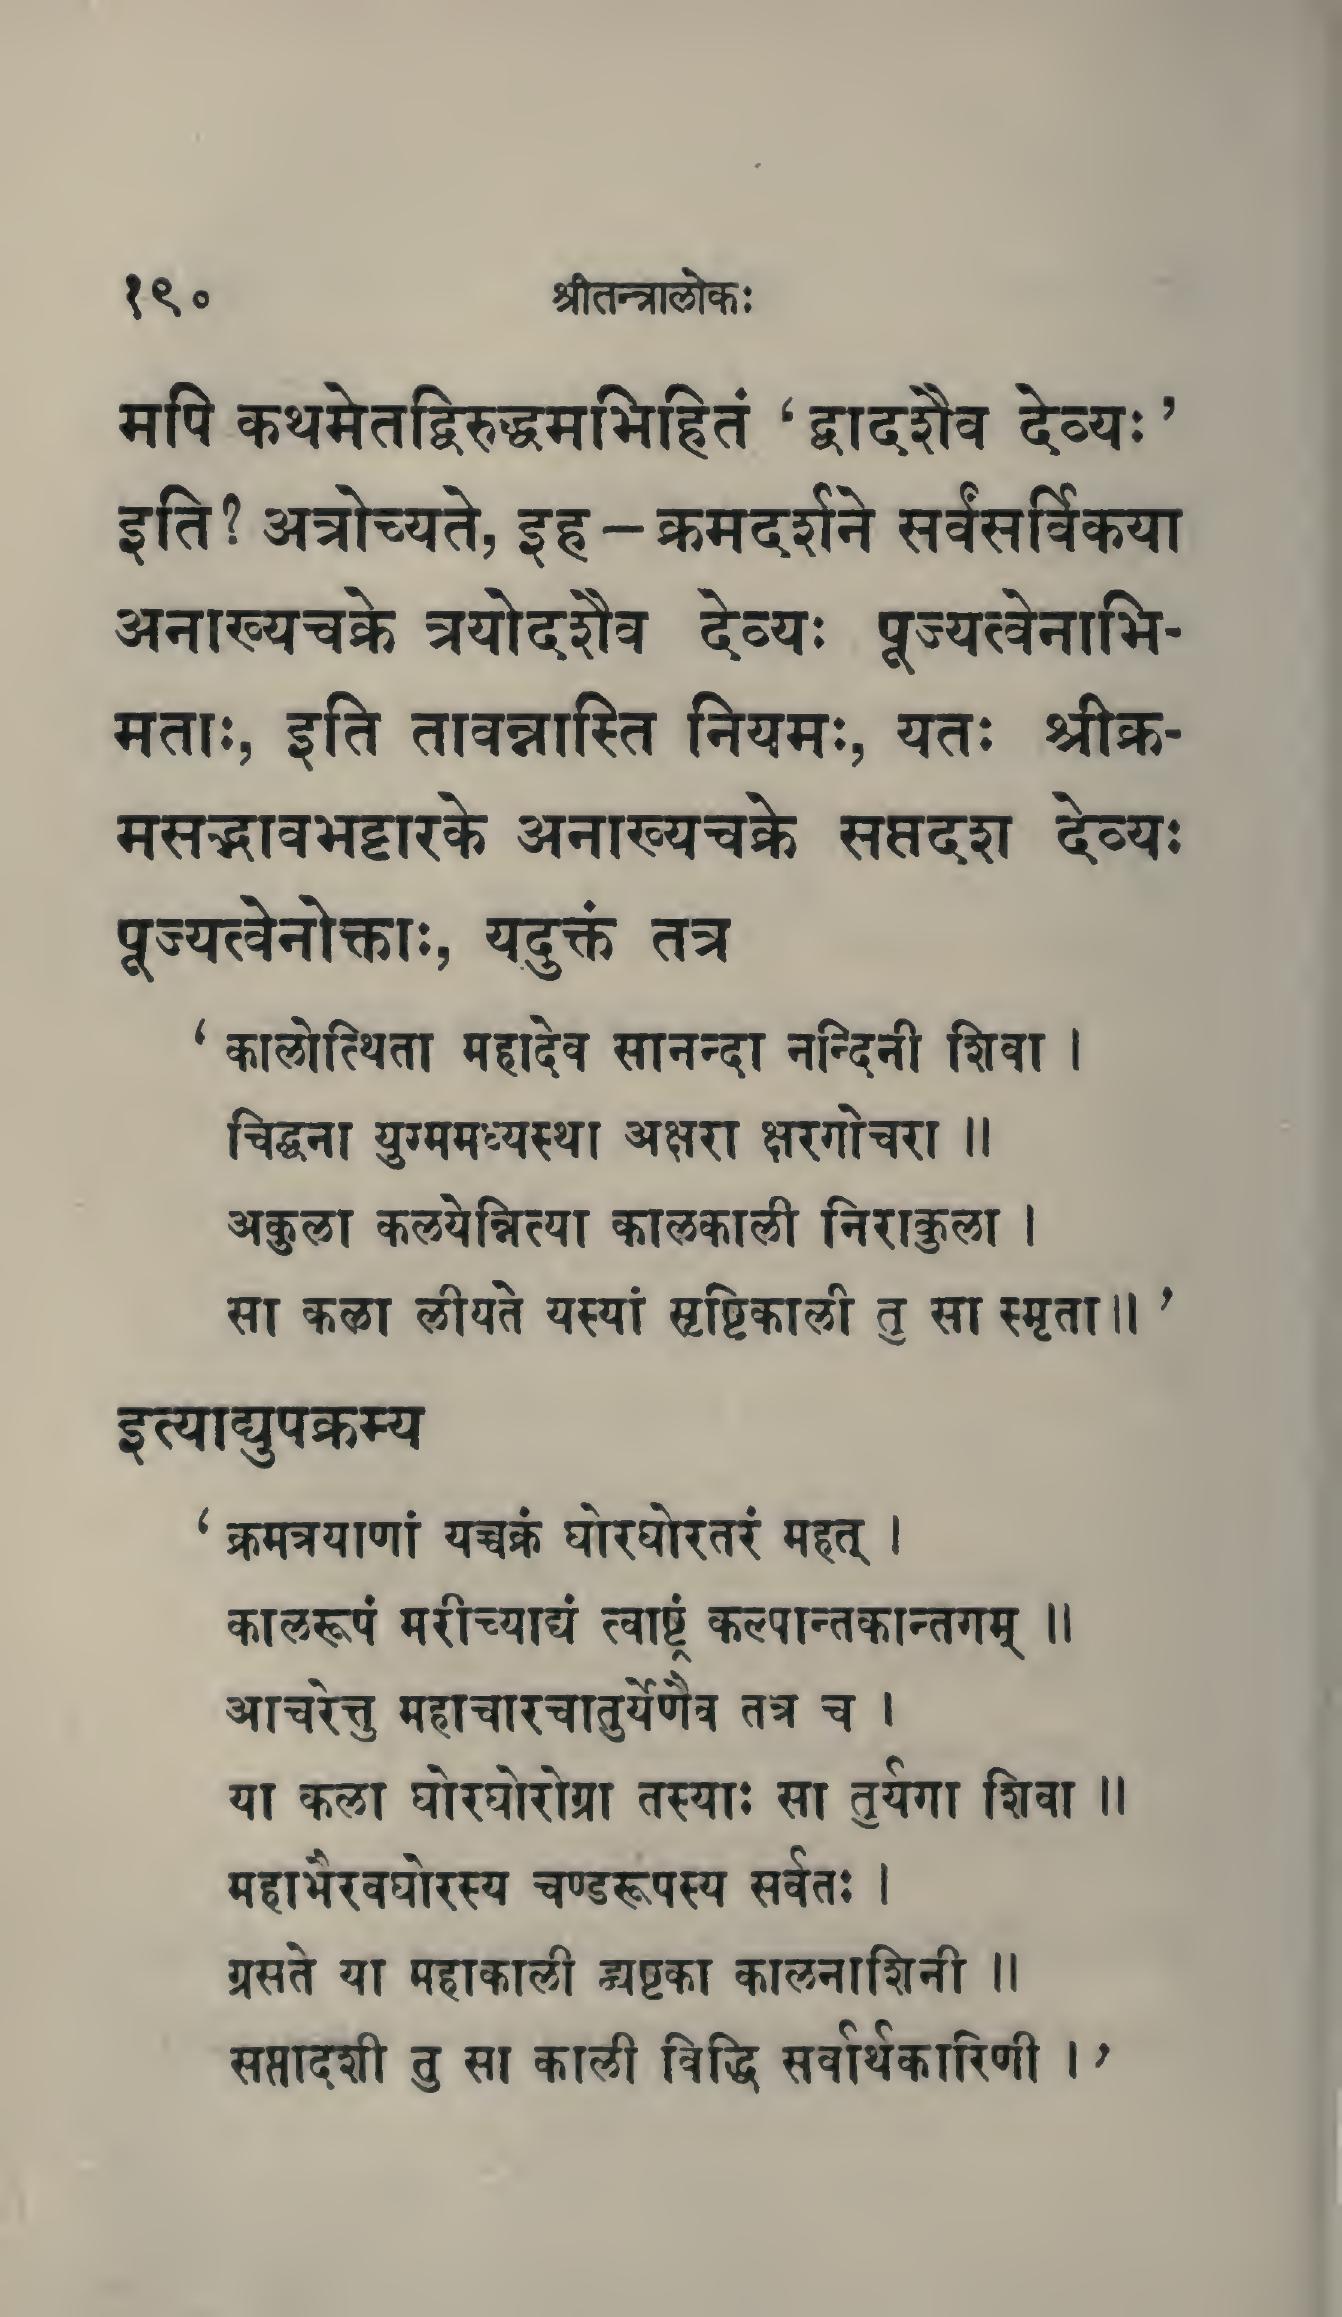 १९० श्रीतन्त्रालोकः
मपि कथमेतद्विरुद्धमभिहितं ‘ द्वादशैव देव्यः ’
इति? अत्रोच्यते, इह – क्रमदर्शने सर्वंसर्विकया
अनाख्यचक्रे त्रयोदशैव देव्यः पूज्यत्वेनाभि-
मताः, इति तावन्नास्ति नियमः, यतः श्रीक्र-
मसद्भावभट्टारके अनाख्यचक्रे सप्तदश देव्यः
पूज्यत्वेनोक्ताः, यदुक्तं तत्र
‘ कालोत्थिता महादेव सानन्दा नन्दिनी शिवा ।
चिद्घना युग्ममध्यस्था अक्षरा क्षरगोचरा ॥
अकुला कलयेन्नित्या कालकाली निराकुला ।
सा कला लीयते यस्यां सृष्टिकाली तु सा स्मृता ॥ ’
इत्याद्युपक्रम्य
‘ क्रमत्रयाणां यच्चक्रं घोरघोरतरं महत् ।
कालरूपं मरीच्याद्यं त्वाष्ट्रं कल्पान्तकान्तगम् ॥
आचरेत्तु महाचारचातुर्येणैव तत्र च ।
या कला घोरघोरोग्रा तस्याः सा तुर्यगा शिवा ॥
महाभैरवघोरस्य चण्डरूपस्य सर्वतः ।
ग्रसते या महाकाली द्व्यष्टका कालनाशिनी ॥
सप्तादशी तु सा काली विद्धि सर्वार्थकारिणी । ’